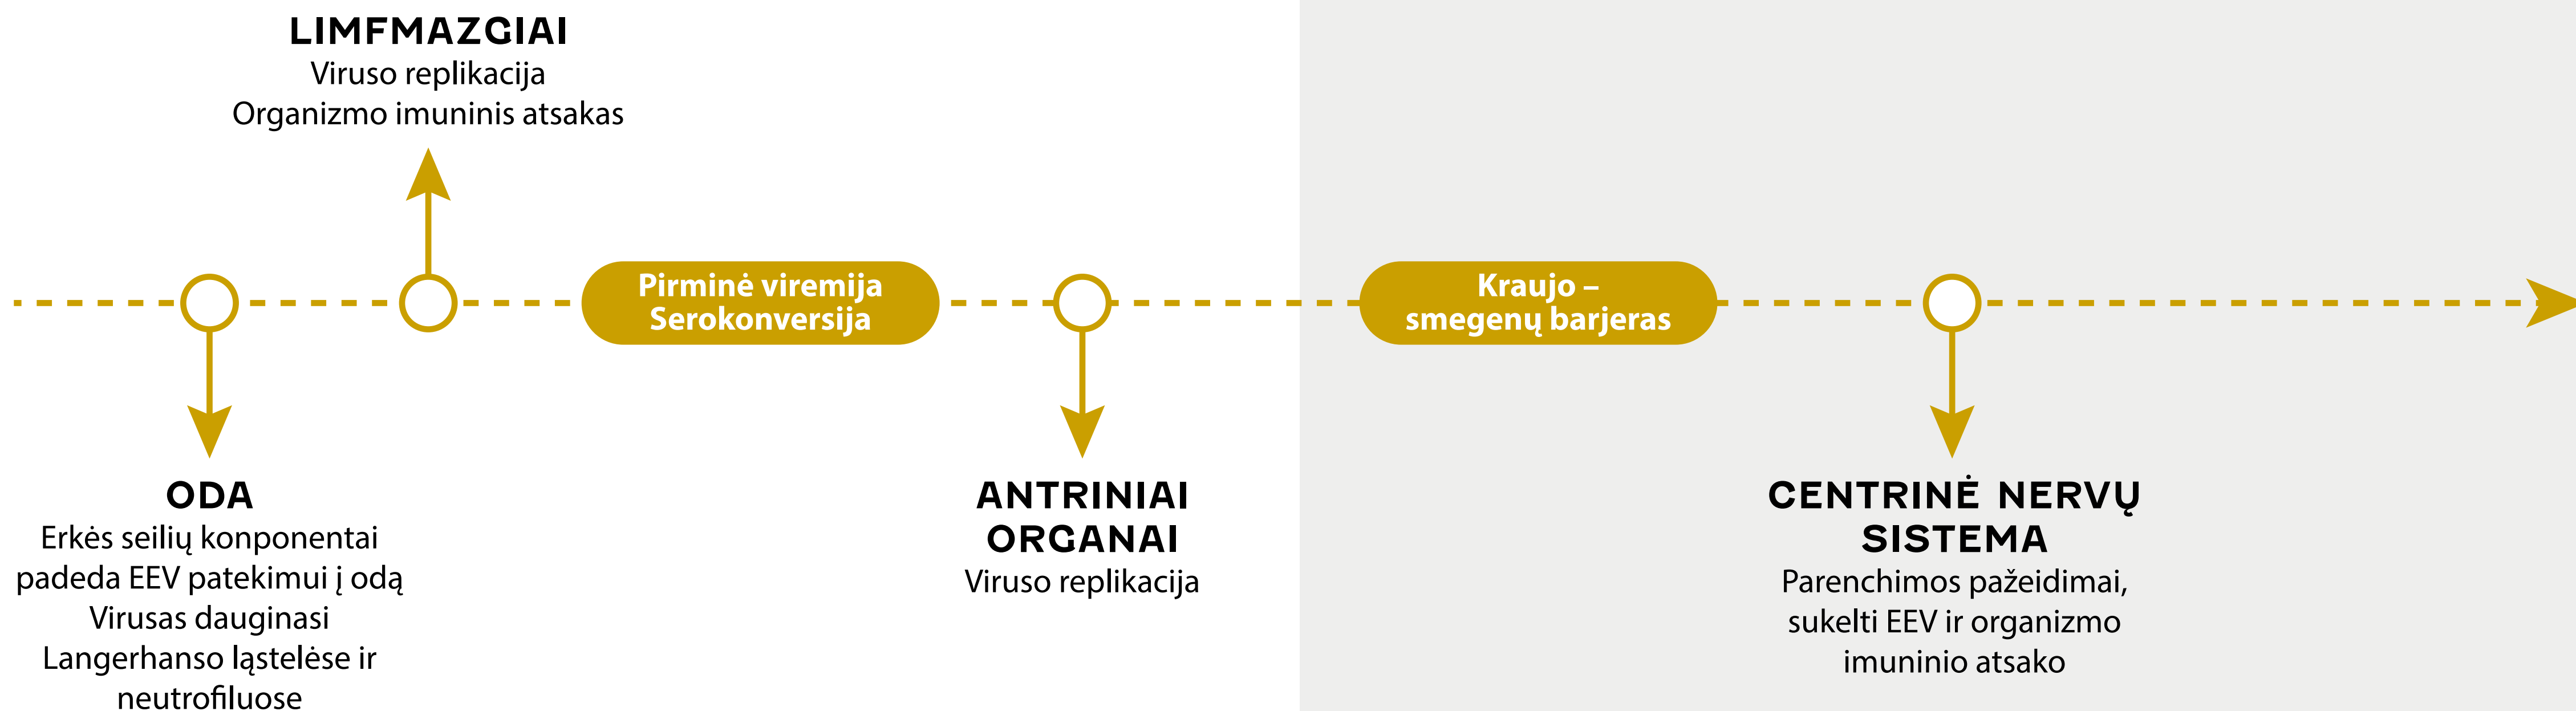 LIMFMAZGIAI
Viruso replikacija
Organizmo imuninis atsakas
Pirminė viremija
Serokonversija
Kraujo –
smegenų barjeras
ODA
Erkės seilių konponentai
padeda EEV patekimui į odą
Virusas dauginasi
Langerhanso ląstelėse ir
neutrofiluose
ANTRINIAI
ORGANAI
Viruso replikacija
CENTRINĖ NERVŲ
SISTEMA
Parenchimos pažeidimai,
sukelti EEV ir organizmo
imuninio atsako